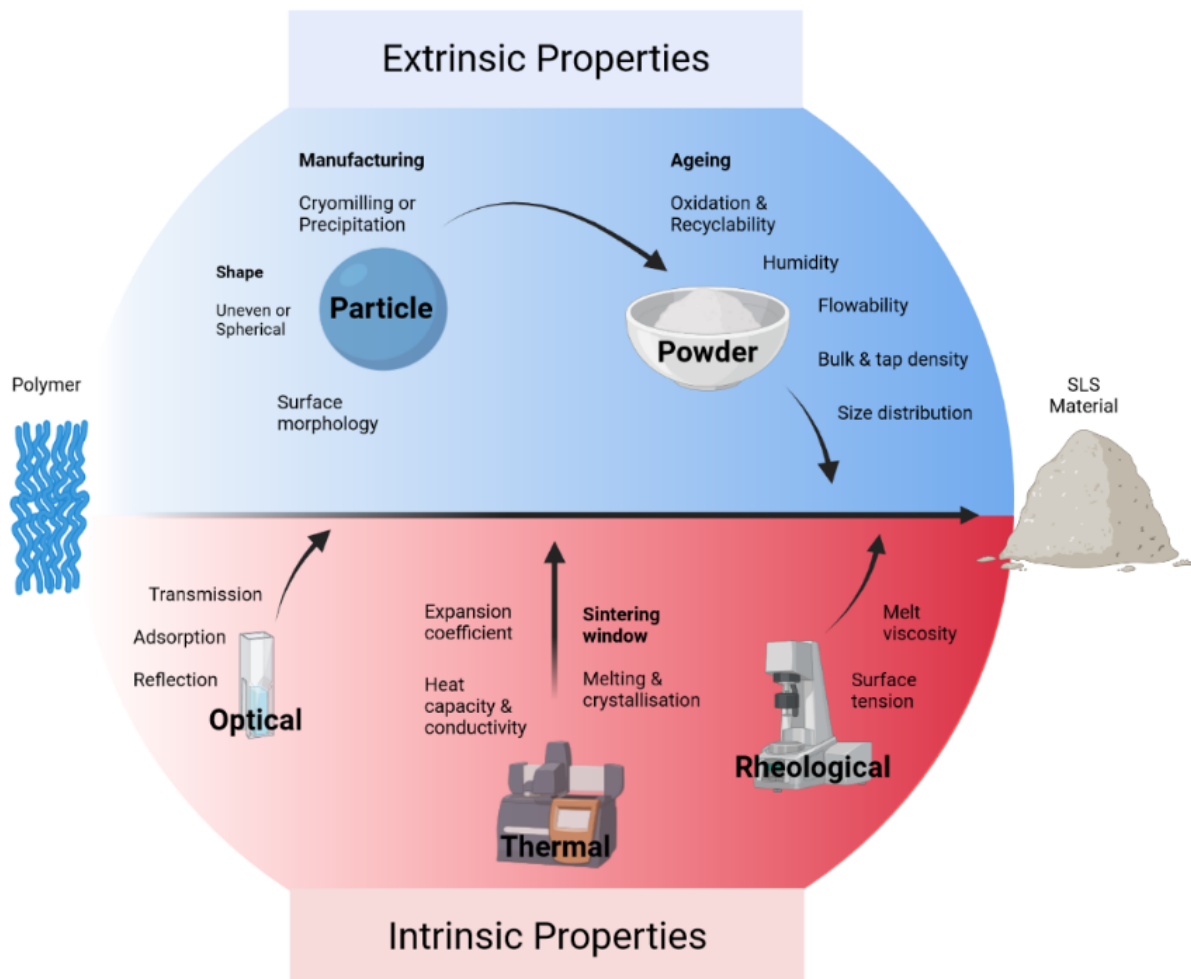 Extrinsic Properties
Manufacturing
Cryomilling or
Precipitation
Shape
Uneven or
Spherical
Particle
Surface
morphology
Ageing
Oxidation &
Recyclability
Humidity
Flowability
Powder
Bulk & tap density
Size distribution
Polymer
SLS
Material
Transmission
Adsorption
Reflection
Optical
Expansion
coefficient
Heat
capacity &
conductivity
Sintering
window
Melting &
crystallisation
Thermal
Melt
viscosity
Surface
tension
Rheological
Intrinsic Properties